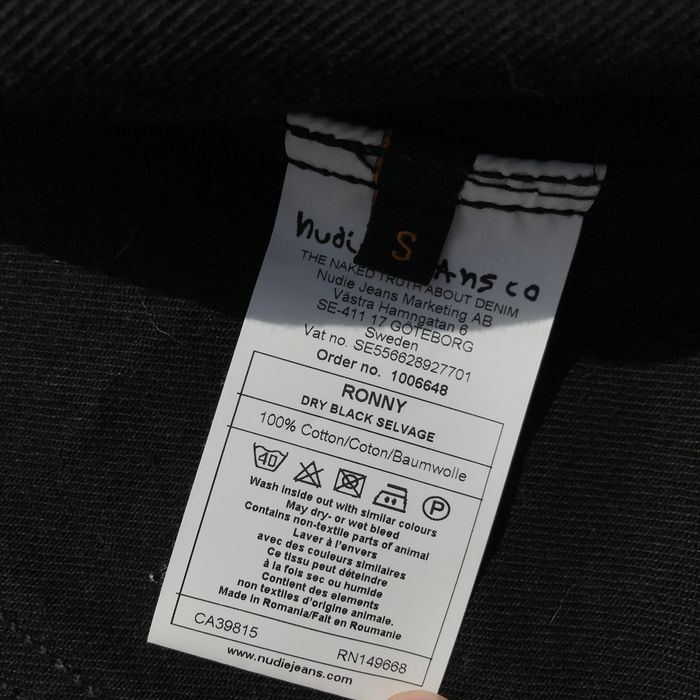 S
nudi ans co
THE NAKED TRUTH ABOUT DENIM
Nudie Jeans Marketing AB
Västra Hamngatan 6
SE-411 17 GÖTEBORG
Sweden
Vat no. SE556628927701
Order no. 1006648
RONNY
DRY BLACK SELVAGE
100% Cotton/Coton/Baumwolle
40 P
Wash inside out with similar colours
May dry- or wet bleed
Contains non-textile parts of animal
Laver à l'envers
avec des couleurs similaires
Ce tissu peut déteindre
à la fois sec ou humide
Contient des elements
non textiles d'origine animale.
Made in Romania/Fait en Roumanie
CA39815 RN149668
www.nudiejeans.com